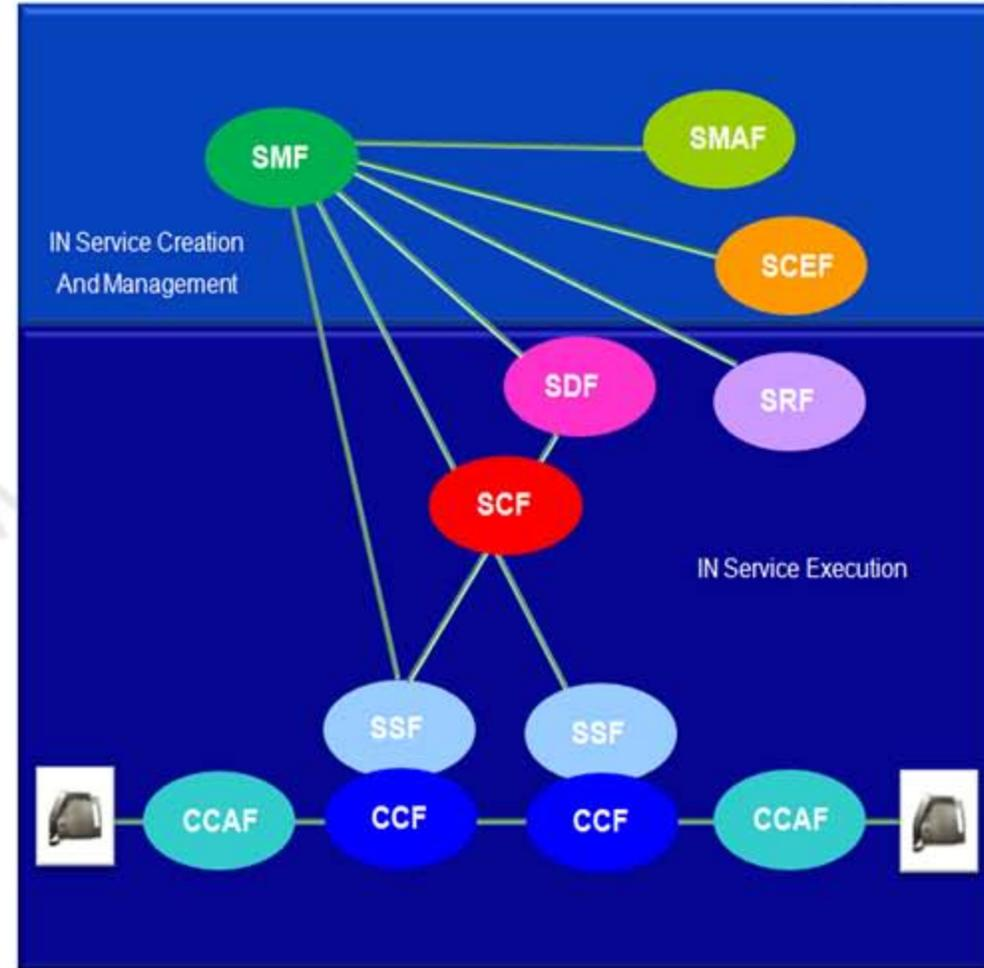 SMF
SMAF
IN Service Creation
And Management
SCEF
SDF
SRF
SCF
IN Service Execution
SSF
SSF
CCAF
CCF
CCF
CCAF